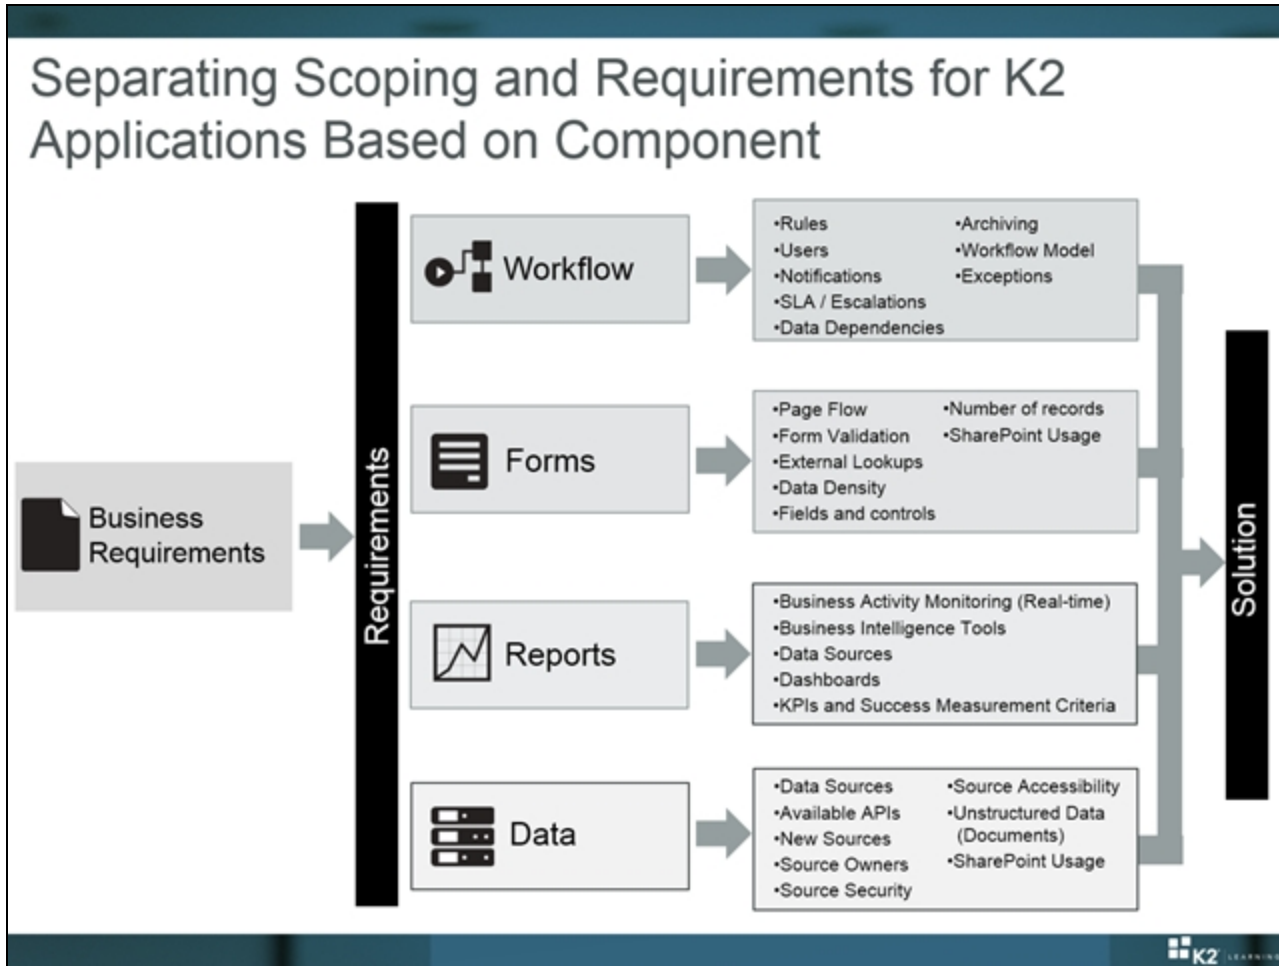 Separating Scoping and Requirements for K2
Applications Based on Component
Business
Requirements
Requirements
Workflow
•Rules
•Users
•Notifications
•SLA / Escalations
•Data Dependencies
•Archiving
•Workflow Model
•Exceptions
Forms
•Page Flow
•Form Validation
•External Lookups
•Data Density
•Fields and controls
•Number of records
•SharePoint Usage
Reports
•Business Activity Monitoring (Real-time)
•Business Intelligence Tools
•Data Sources
•Dashboards
•KPIs and Success Measurement Criteria
Data
•Data Sources
•Available APIs
•New Sources
•Source Owners
•Source Security
•Source Accessibility
•Unstructured Data
(Documents)
•SharePoint Usage
Solution
K2 LEARNING